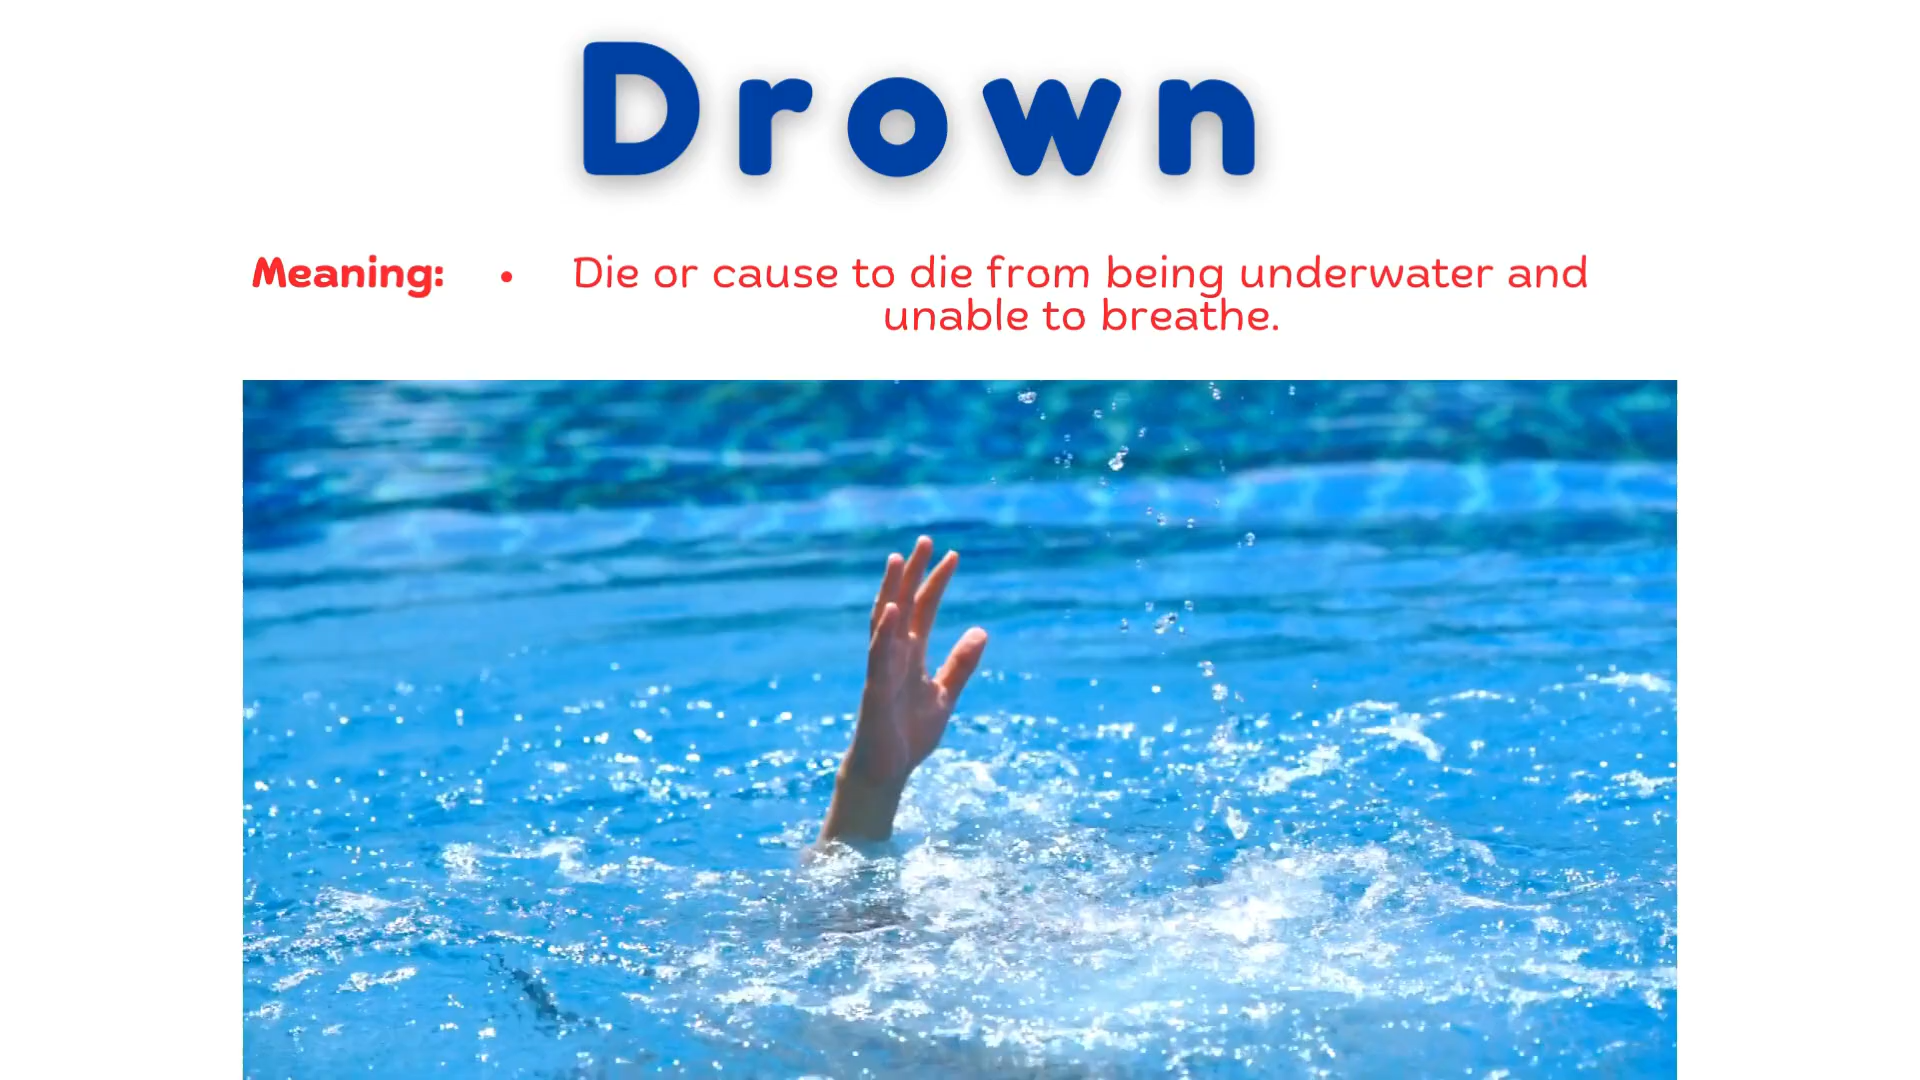 Drown
Meaning: • Die or cause to die from being underwater and
unable to breathe.